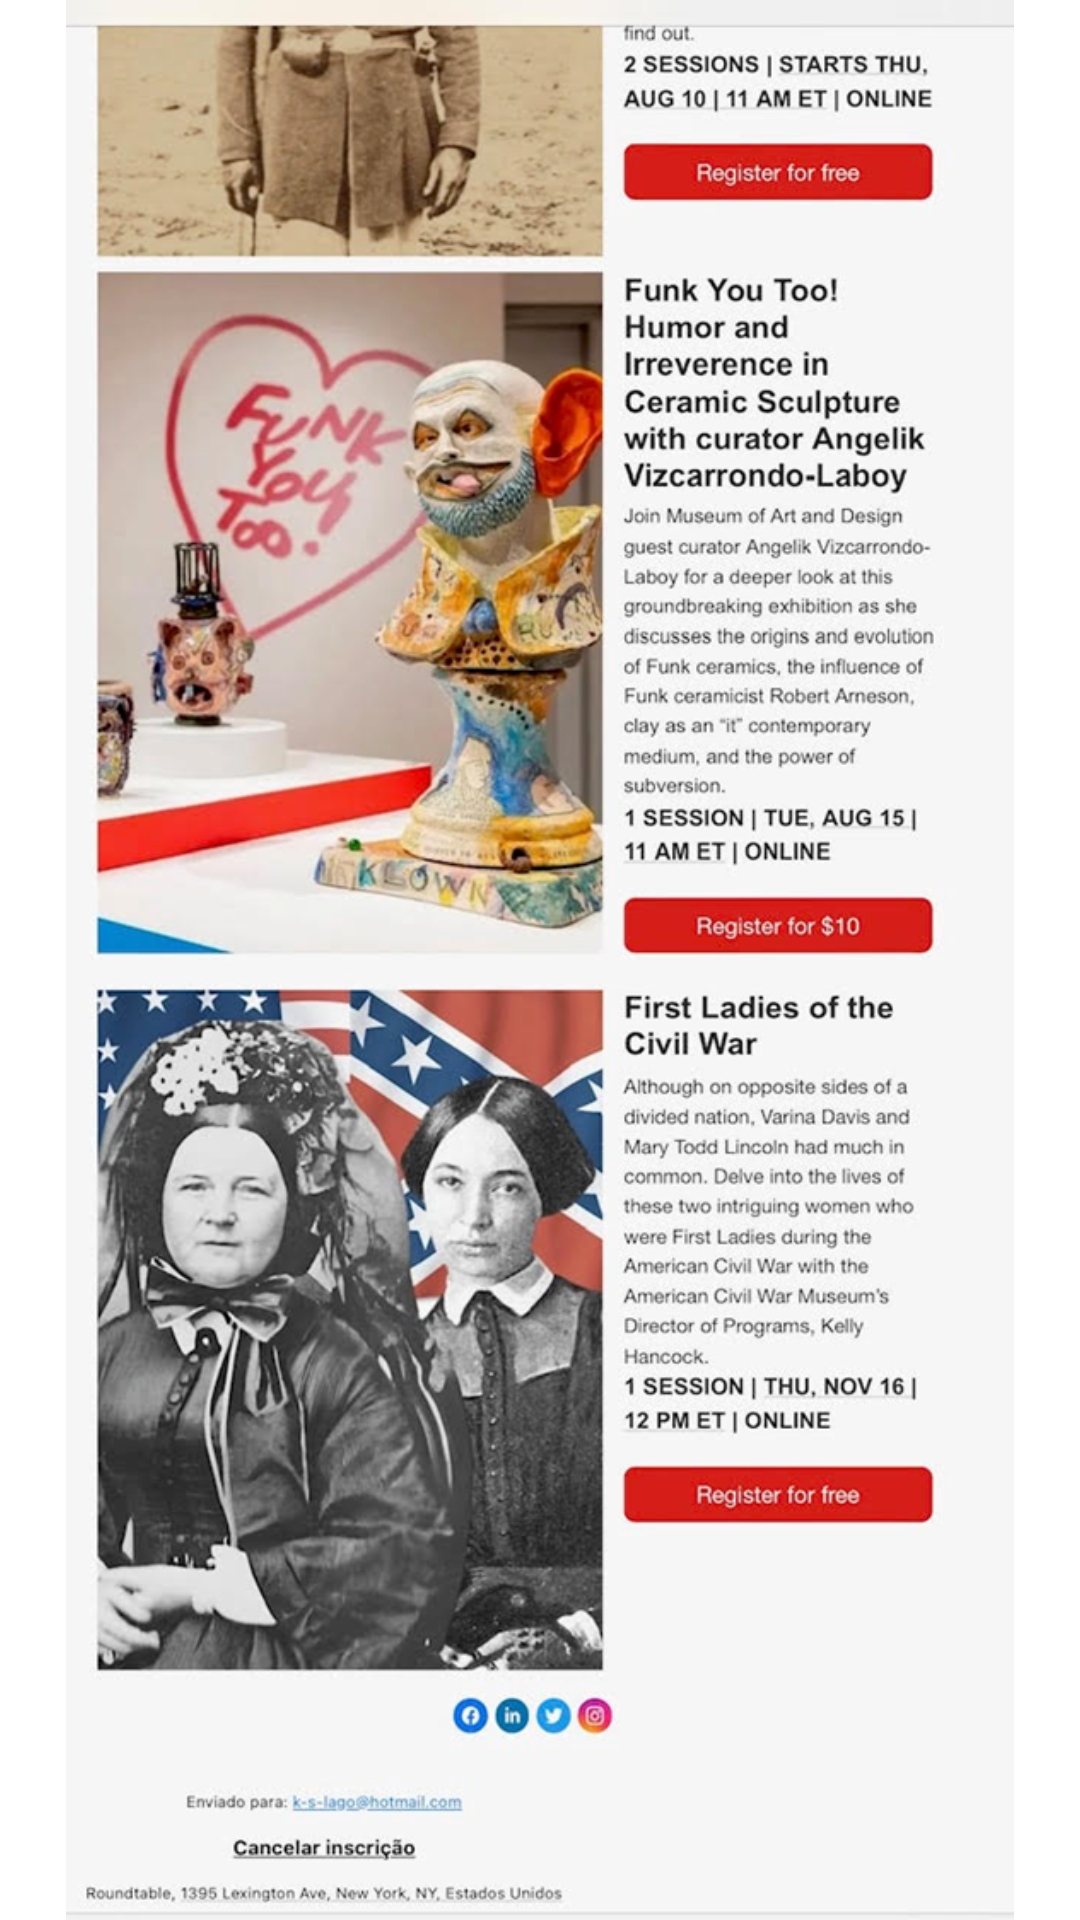 find out.
2 SESSIONS | STARTS THU,
AUG 10 | 11 AM ET | ONLINE
Register for free
FUNK
YOU
TOO!
UNKLOWN
Funk You Too!
Humor and
Irreverence in
Ceramic Sculpture
with curator Angelik
Vizcarrondo-Laboy
Join Museum of Art and Design
guest curator Angelik Vizcarrondo-
Laboy for a deeper look at this
groundbreaking exhibition as she
discusses the origins and evolution
of Funk ceramics, the influence of
Funk ceramicist Robert Arneson,
clay as an “it” contemporary
medium, and the power of
subversion.
1 SESSION | TUE, AUG 15 |
11 AM ET | ONLINE
Register for $10
First Ladies of the
Civil War
Although on opposite sides of a
divided nation, Varina Davis and
Mary Todd Lincoln had much in
common. Delve into the lives of
these two intriguing women who
were First Ladies during the
American Civil War with the
American Civil War Museum's
Director of Programs, Kelly
Hancock.
1 SESSION | THU, NOV 16 |
12 PM ET | ONLINE
Register for free
Enviado para: k-s-lago@hotmail.com
Cancelar inscrição
Roundtable, 1395 Lexington Ave, New York, NY, Estados Unidos